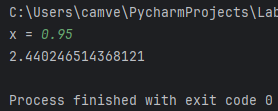 C:\Users\camve\PycharmProjects\Lab
x = 0.95
2.440246514368121
Process finished with exit code 0